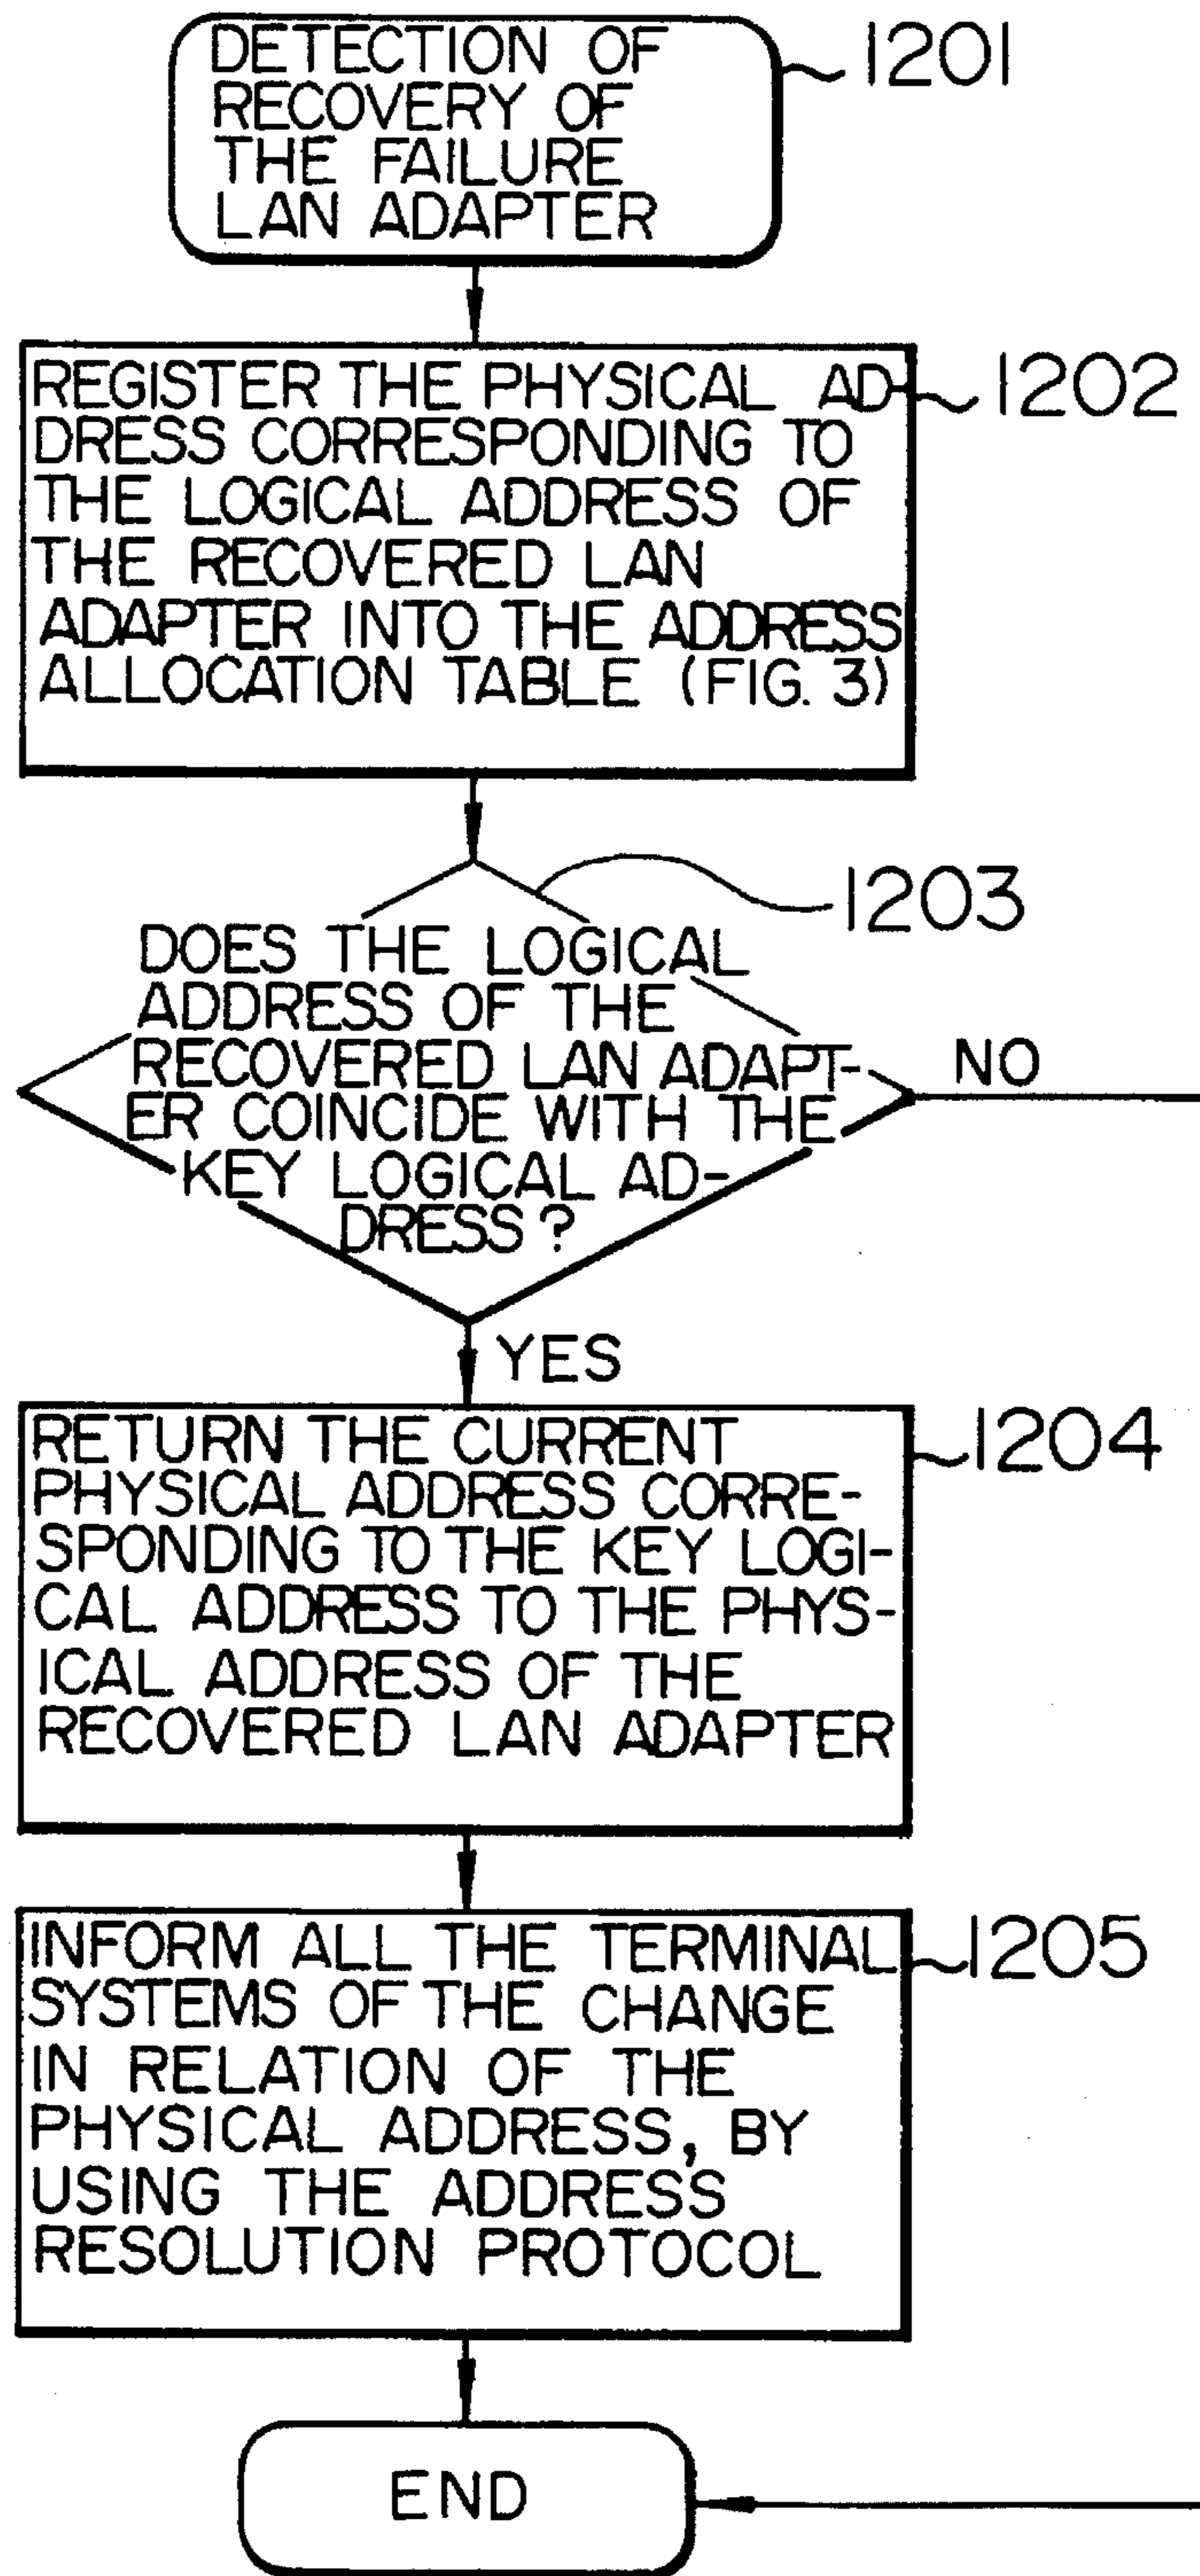 DETECTION OF
RECOVERY OF
THE FAILURE
LAN ADAPTER
1201
REGISTER THE PHYSICAL AD-
DRESS CORRESPONDING TO
THE LOGICAL ADDRESS OF
THE RECOVERED LAN
ADAPTER INTO THE ADDRESS
ALLOCATION TABLE (FIG. 3)
1202
1203
DOES THE LOGICAL
ADDRESS OF THE
RECOVERED LAN ADAPT-
ER COINCIDE WITH THE
KEY LOGICAL AD-
DRESS?
NO
YES
RETURN THE CURRENT
PHYSICAL ADDRESS CORRE-
SPONDING TO THE KEY LOGI-
CAL ADDRESS TO THE PHYS-
ICAL ADDRESS OF THE
RECOVERED LAN ADAPTER
1204
INFORM ALL THE TERMINAL
SYSTEMS OF THE CHANGE
IN RELATION OF THE
PHYSICAL ADDRESS, BY
USING THE ADDRESS
RESOLUTION PROTOCOL
1205
END